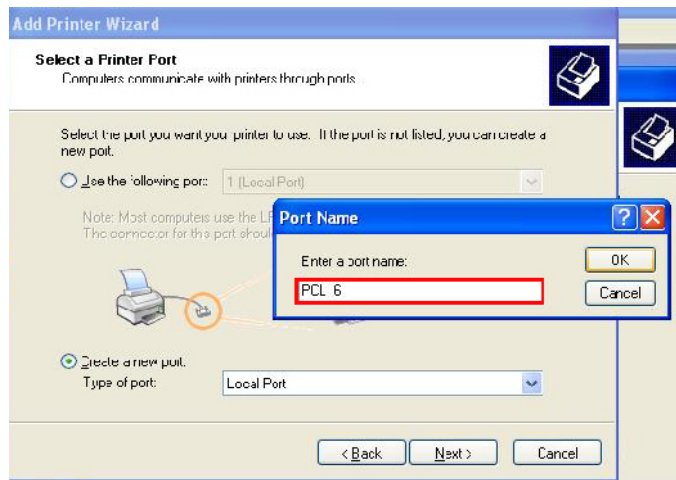 Add Printer Wizard
Select a Printer Port
Computers communicate with printers through ports
Select the port you want your printer to use. If the port is not listed, you can create a
new port.
Use the following port: 1 (Local Port)
Note: Most computers use the
The connector for this port
Port Name
Enter a port name:
PCL 6
OK
Cancel
Create a new port.
Type of port: Local Port
< Back
Next >
Cancel